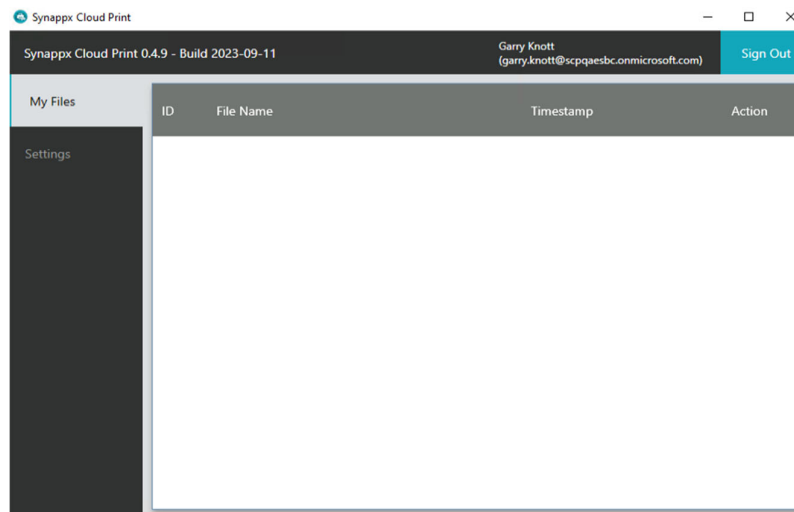 Synappx Cloud Print
Synappx Cloud Print 0.4.9 - Build 2023-09-11
Garry Knott
(garry.knott@scpqaesbc.onmicrosoft.com)
Sign Out
My Files
Settings
ID File Name Timestamp Action